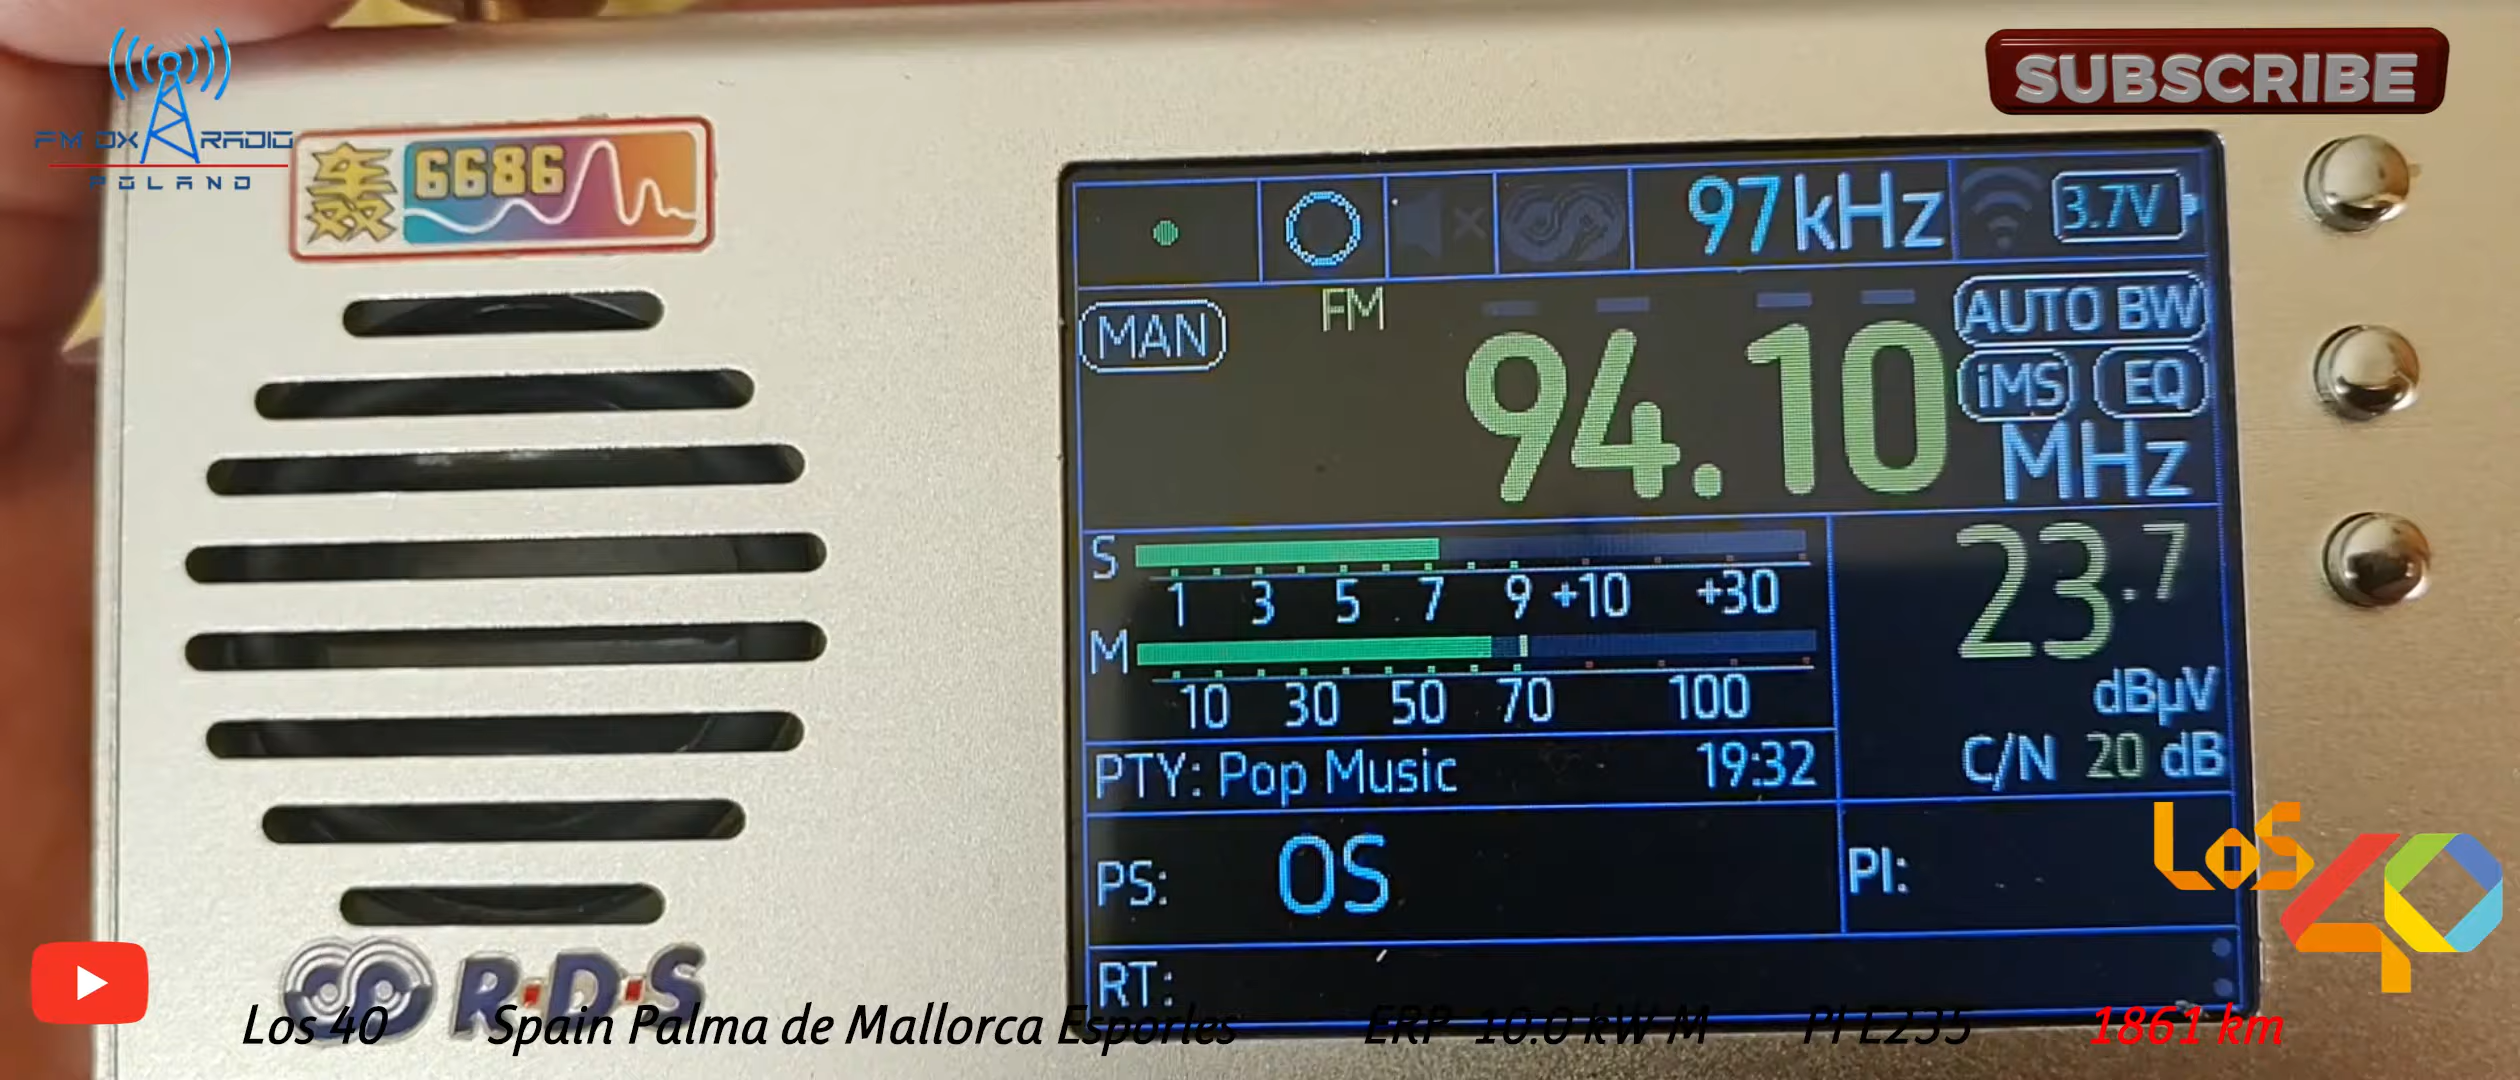 FM DX RADIO
POLAND
SUBSCRIBE
6686
97kHz
3.7V
MAN
FM
94.10
AUTO BW
iMS
EQ
MHz
S
1 3 5 7 9 +10 +30
M
10 30 50 70 100
23.7
dBµV
C/N 20 dB
PTY: Pop Music 19:32
PS: OS
PI:
RT:
Los 40
R·D·S
Los 40 Spain Palma de Mallorca Esporles ERP 10.0 kW M PI E235 1861 km